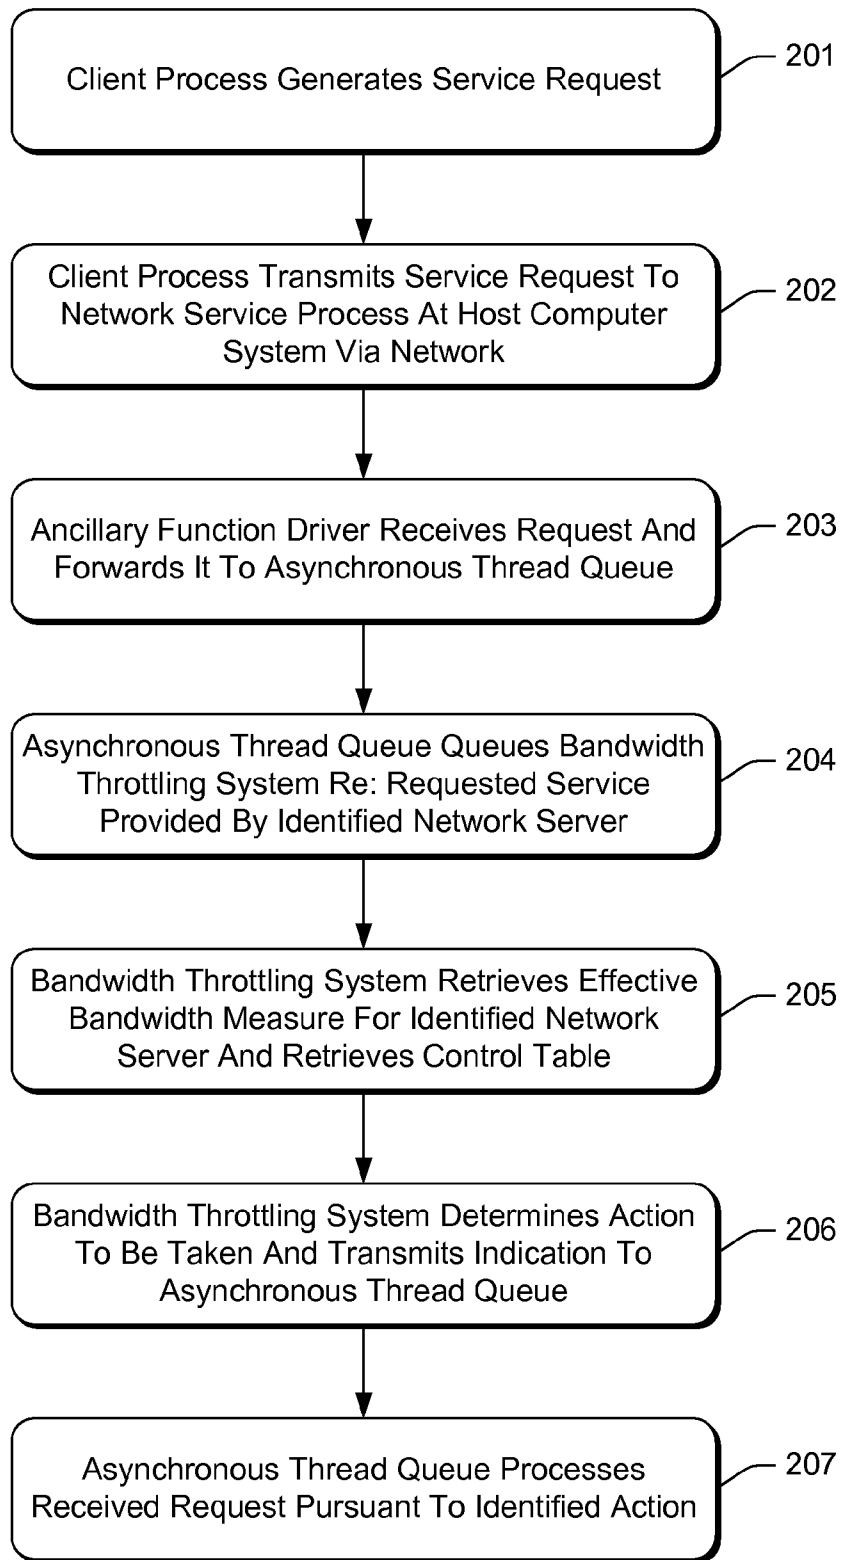 Client Process Generates Service Request
201
Client Process Transmits Service Request To
Network Service Process At Host Computer
System Via Network
202
Ancillary Function Driver Receives Request And
Forwards It To Asynchronous Thread Queue
203
Asynchronous Thread Queue Queues Bandwidth
Throttling System Re: Requested Service
Provided By Identified Network Server
204
Bandwidth Throttling System Retrieves Effective
Bandwidth Measure For Identified Network
Server And Retrieves Control Table
205
Bandwidth Throttling System Determines Action
To Be Taken And Transmits Indication To
Asynchronous Thread Queue
206
Asynchronous Thread Queue Processes
Received Request Pursuant To Identified Action
207